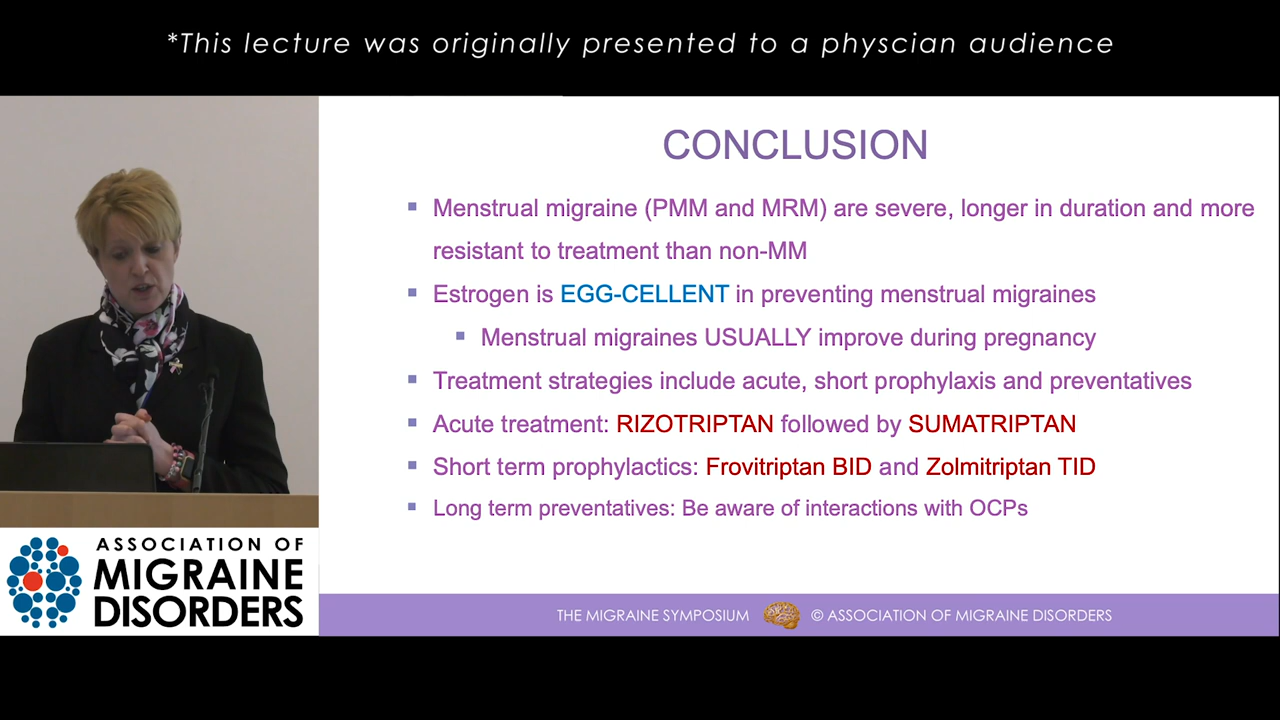 *This lecture was originally presented to a physcian audience
CONCLUSION
▪ Menstrual migraine (PMM and MRM) are severe, longer in duration and more
resistant to treatment than non-MM
▪ Estrogen is EGG-CELLENT in preventing menstrual migraines
▪ Menstrual migraines USUALLY improve during pregnancy
▪ Treatment strategies include acute, short prophylaxis and preventatives
▪ Acute treatment: RIZOTRIPTAN followed by SUMATRIPTAN
▪ Short term prophylactics: Frovitriptan BID and Zolmitriptan TID
▪ Long term preventatives: Be aware of interactions with OCPs
ASSOCIATION OF
MIGRAINE
DISORDERS
THE MIGRAINE SYMPOSIUM © ASSOCIATION OF MIGRAINE DISORDERS